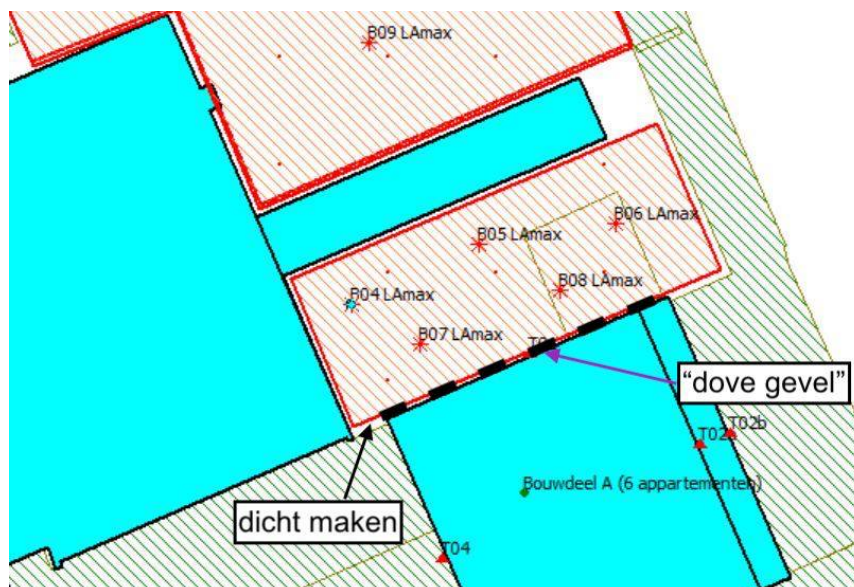 B09 LAmax
B06 LAmax
B05 LAmax
B08 LAmax
B04 LAmax
B07 LAmax
“dove gevel”
T02b
Bouwdeel A (6 appartementen)
dicht maken
T04